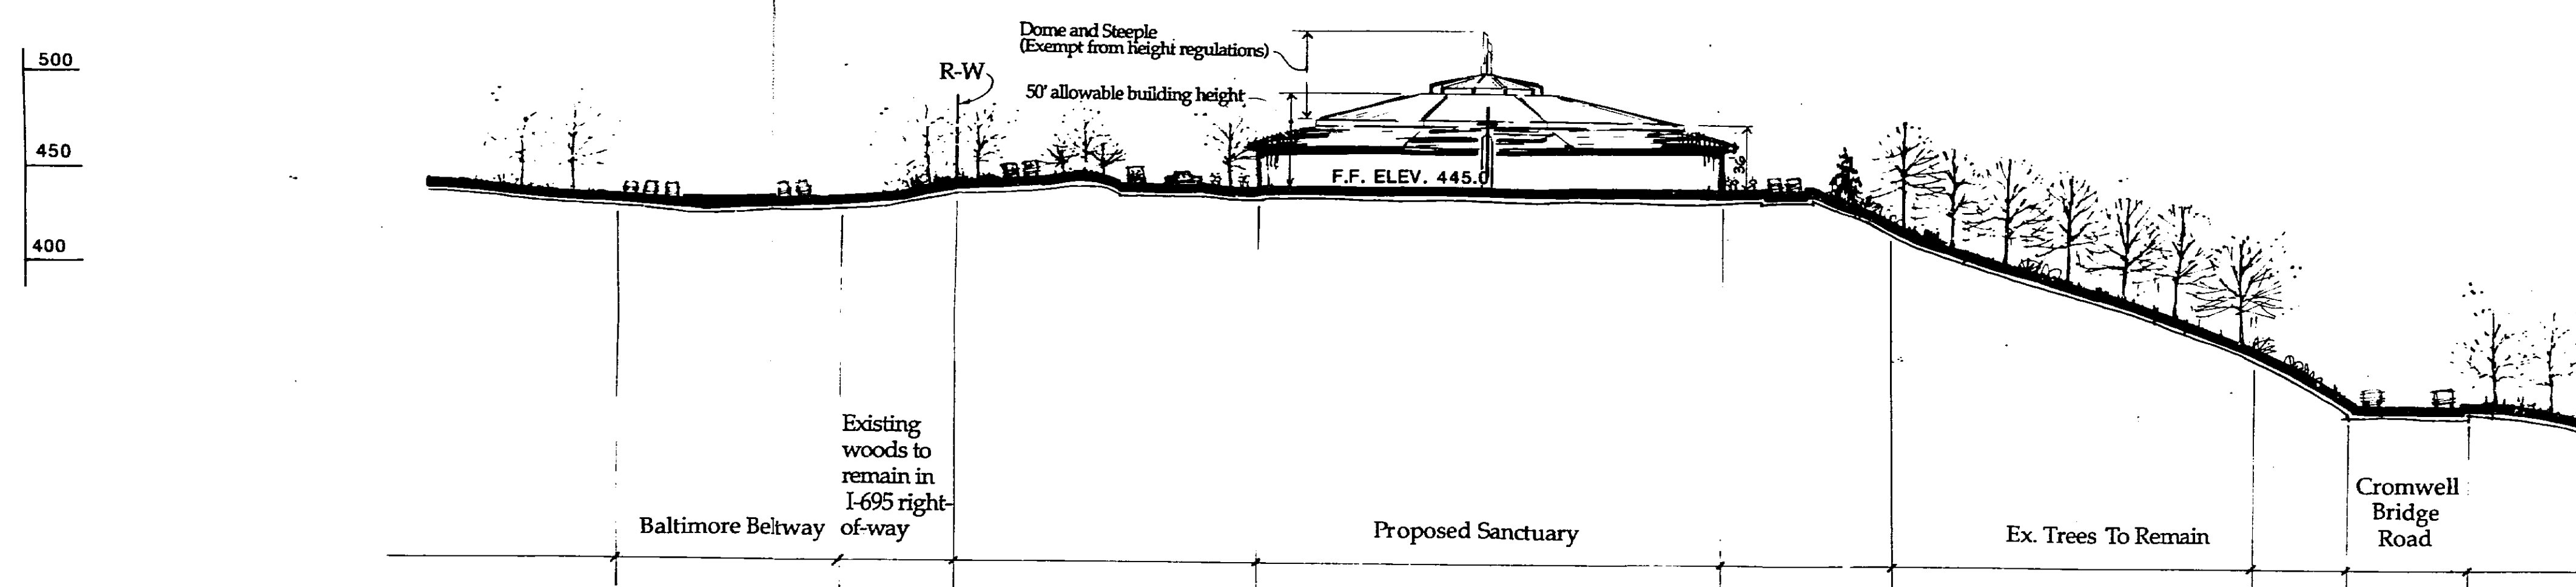 500
450
400
Dome and Steeple
(Exempt from height regulations)
R-W
50' allowable building height
36'
F.F. ELEV. 445.0
Existing
woods to
remain in
I-695 right-
of-way
Baltimore Beltway
Proposed Sanctuary
Ex. Trees To Remain
Cromwell
Bridge
Road